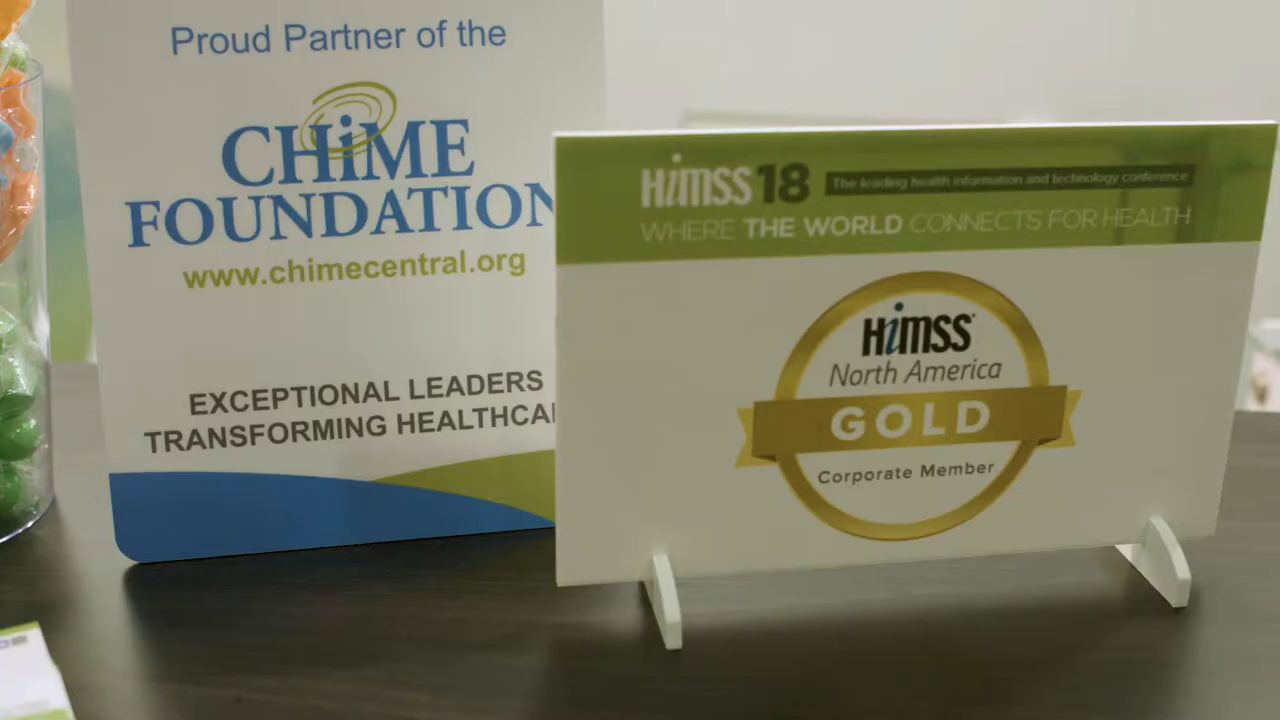 Proud Partner of the
CHiME
FOUNDATION
www.chimecentral.org
EXCEPTIONAL LEADERS
TRANSFORMING HEALTHCA
HiMSS18 The leading health information and technology conference
WHERE THE WORLD CONNECTS FOR HEALTH
HiMSS®
North America
GOLD
Corporate Member